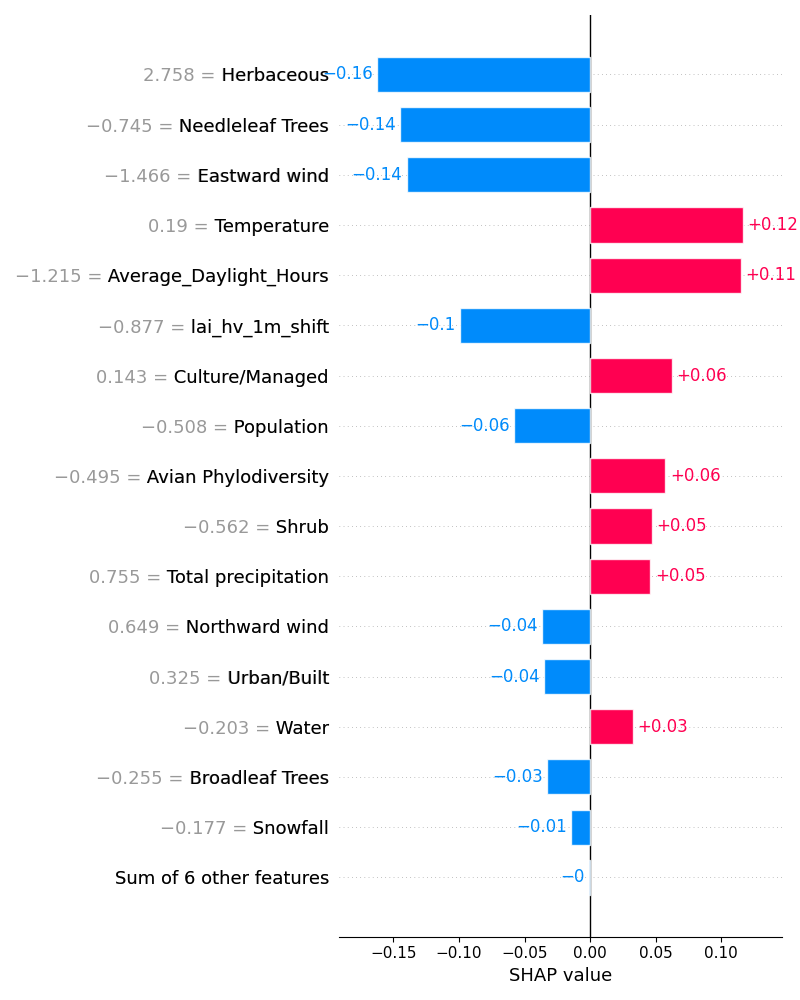 2.758 = Herbaceous −0.16
−0.745 = Needleleaf Trees −0.14
−1.466 = Eastward wind −0.14
0.19 = Temperature +0.12
−1.215 = Average_Daylight_Hours +0.11
−0.877 = lai_hv_1m_shift −0.1
0.143 = Culture/Managed +0.06
−0.508 = Population −0.06
−0.495 = Avian Phylodiversity +0.06
−0.562 = Shrub +0.05
0.755 = Total precipitation +0.05
0.649 = Northward wind −0.04
0.325 = Urban/Built −0.04
−0.203 = Water +0.03
−0.255 = Broadleaf Trees −0.03
−0.177 = Snowfall −0.01
Sum of 6 other features −0
−0.15 −0.10 −0.05 0.00 0.05 0.10
SHAP value